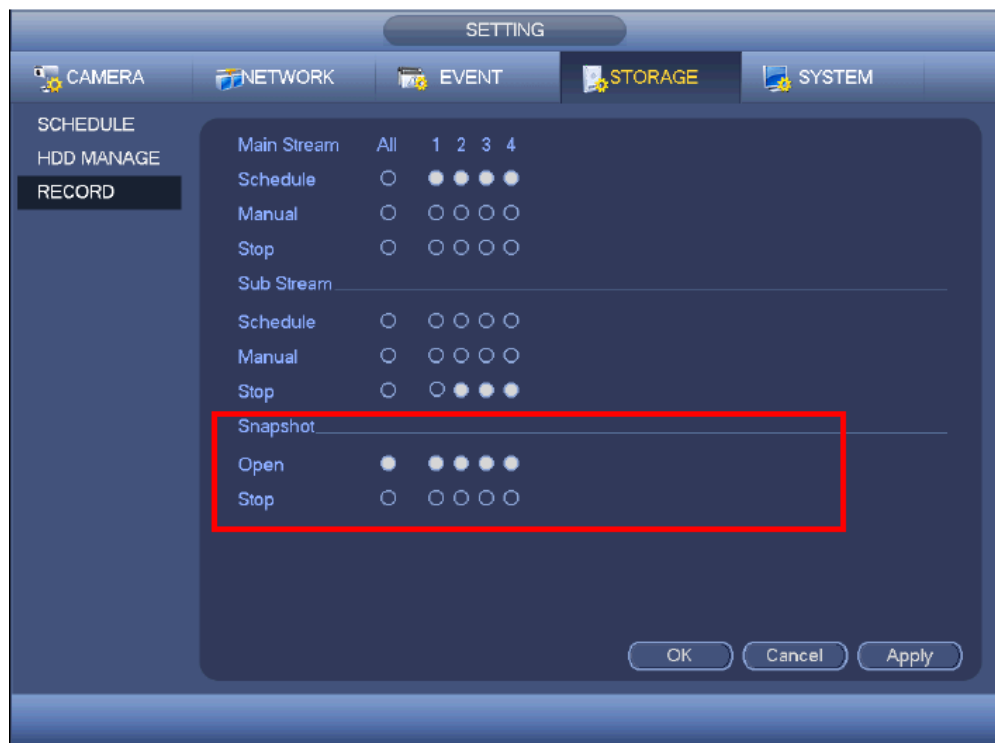 SETTING
CAMERA NETWORK EVENT STORAGE SYSTEM
SCHEDULE
HDD MANAGE
RECORD
Main Stream All 1 2 3 4
Schedule
Manual
Stop
Sub Stream
Schedule
Manual
Stop
Snapshot
Open
Stop
OK Cancel Apply